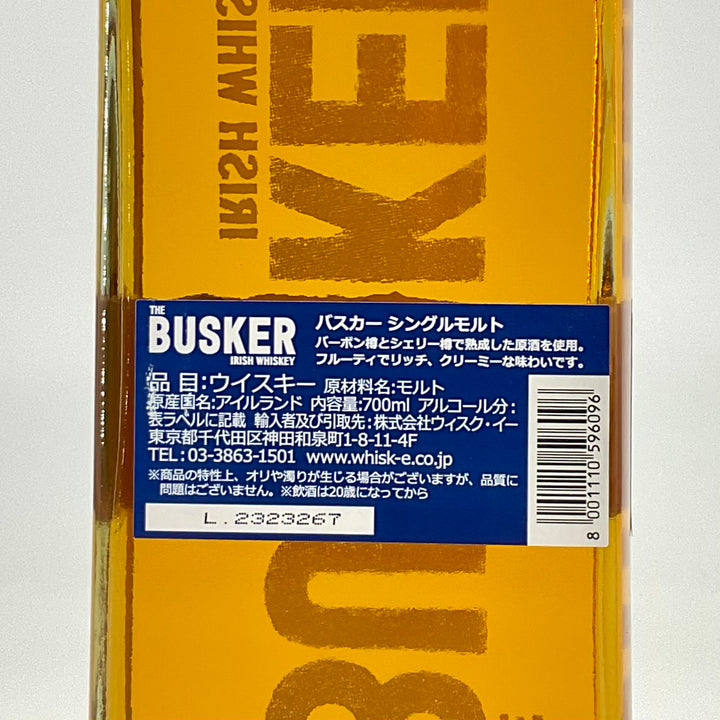 IRISH WHIS
KER
BU
THE
BUSKER
IRISH WHISKEY
バスカー シングルモルト
バーボン樽とシェリー樽で熟成した原酒を使用。
フルーティでリッチ、クリーミーな味わいです。
品 目:ウイスキー 原材料名:モルト
原産国名:アイルランド 内容量:700ml アルコール分:
表ラベルに記載 輸入者及び引取先:株式会社ウィスク・イー
東京都千代田区神田和泉町1-8-11-4F
TEL:03-3863-1501 www.whisk-e.co.jp
※商品の特性上、オリや濁りが生じる場合がございますが、品質に
問題はございません。※飲酒は20歳になってから
L.2323267
8 001110 596096